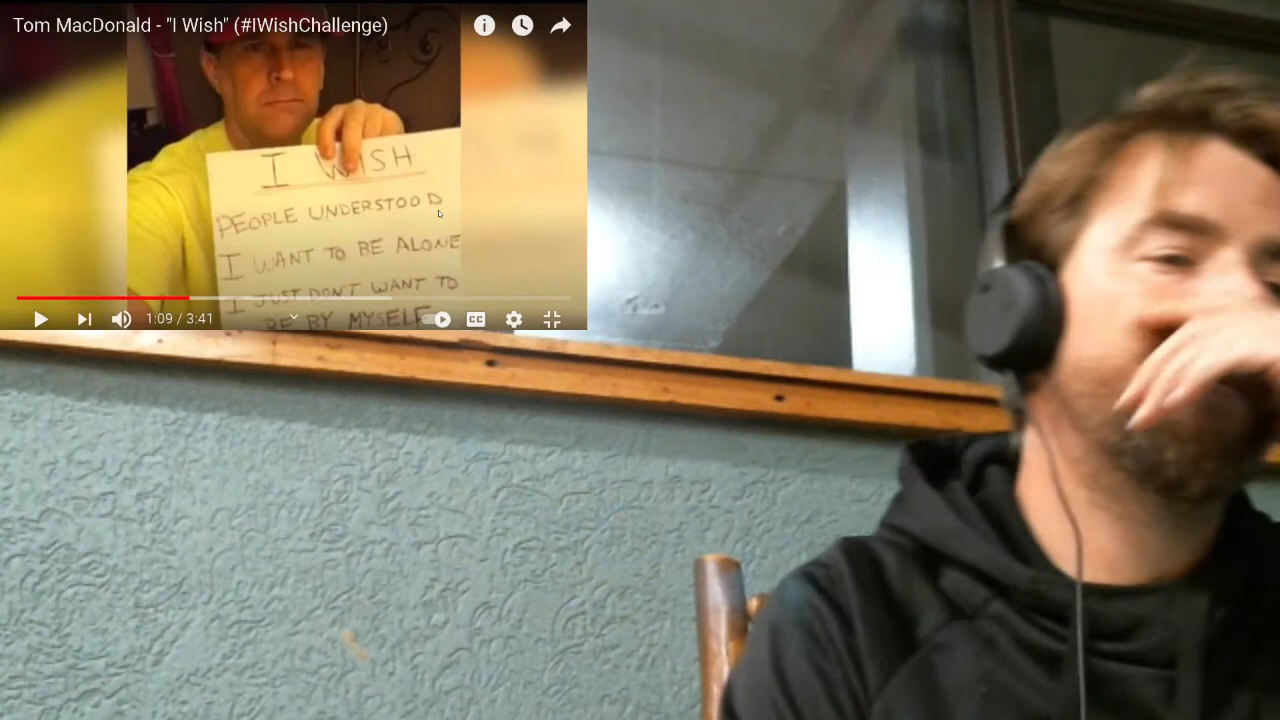 Tom MacDonald - "I Wish" (#IWishChallenge)
I WISH
PEOPLE UNDERSTOOD
I WANT TO BE ALONE
I JUST DON'T WANT TO
BE BY MYSELF
1:09 / 3:41
CC